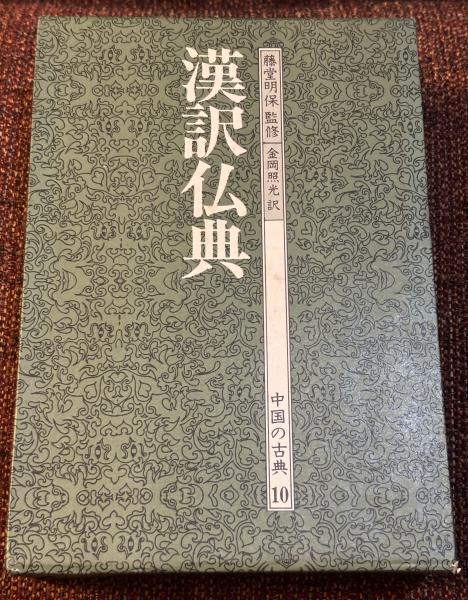 藤堂明保 監修
金岡照光 訳
漢訳仏典
中国の古典 10